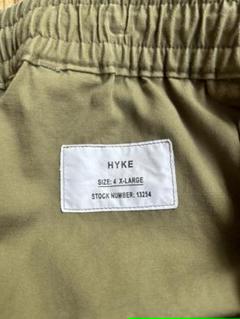 HYKE
SIZE: 4 X-LARGE
STOCK NUMBER: 13254